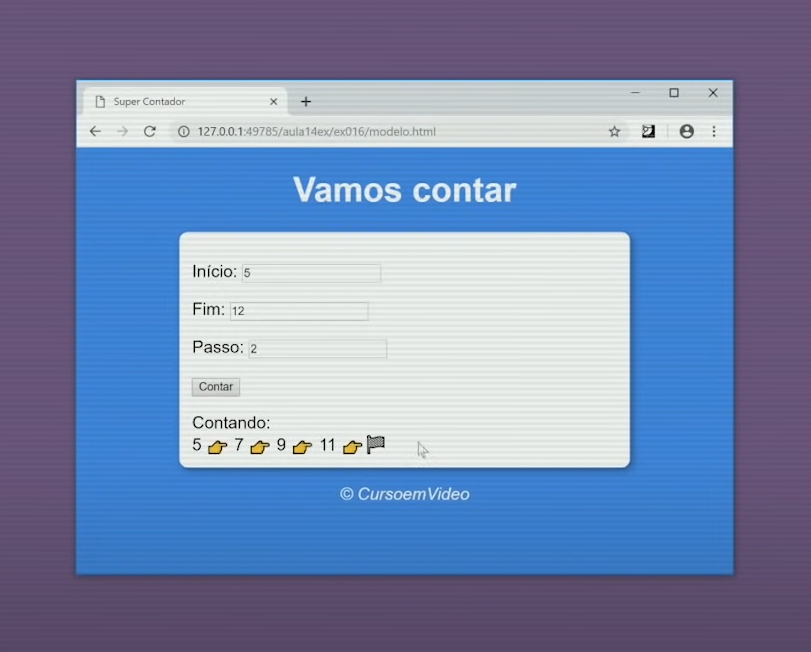 Super Contador
127.0.0.1:49785/aula14ex/ex016/modelo.html
Vamos contar
Início: 5
Fim: 12
Passo: 2
Contar
Contando:
5 👉 7 👉 9 👉 11 👉 🏁
© CursoemVideo